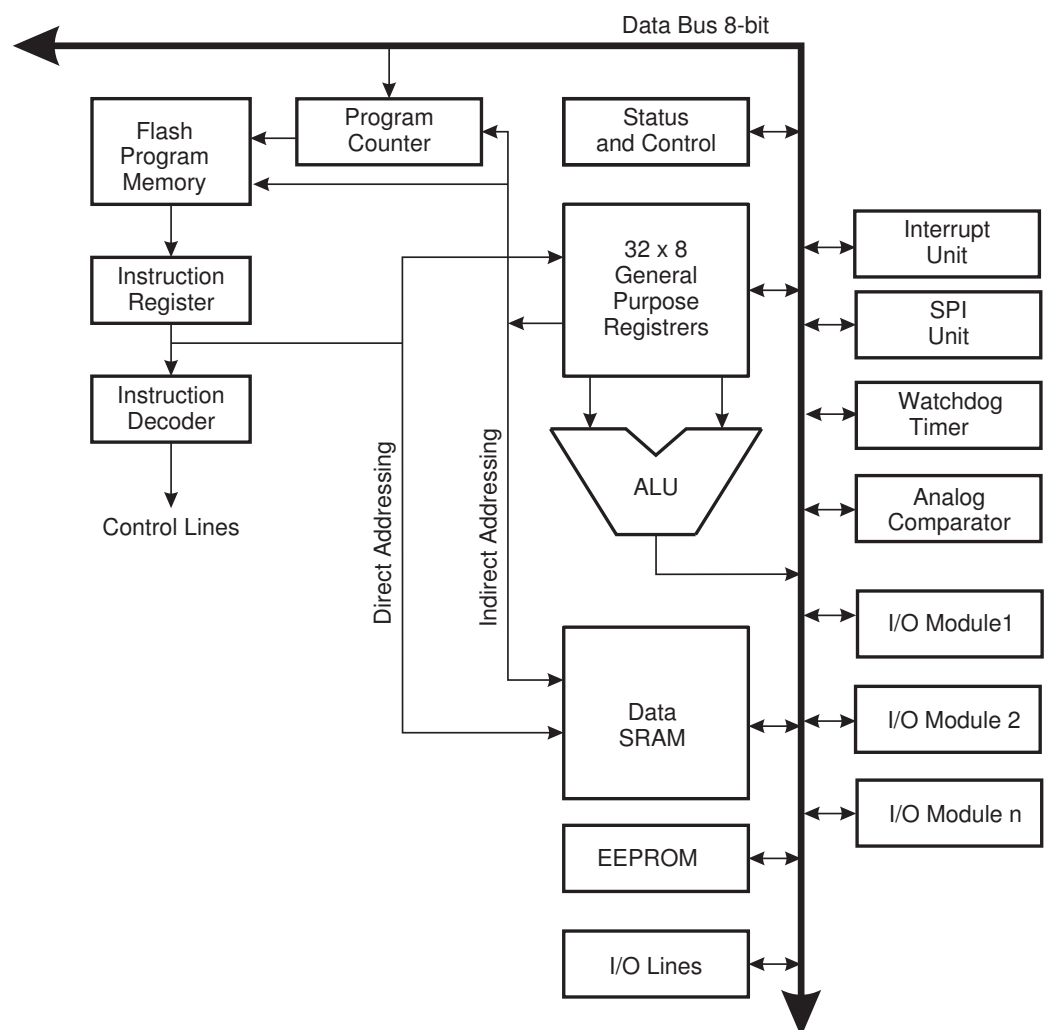 Data Bus 8-bit
Flash
Program
Memory
Program
Counter
Status
and Control
Interrupt
Unit
32 x 8
General
Purpose
Registrers
Instruction
Register
SPI
Unit
Instruction
Decoder
Watchdog
Timer
Direct Addressing
Indirect Addressing
ALU
Analog
Comparator
Control Lines
I/O Module1
Data
SRAM
I/O Module 2
I/O Module n
EEPROM
I/O Lines